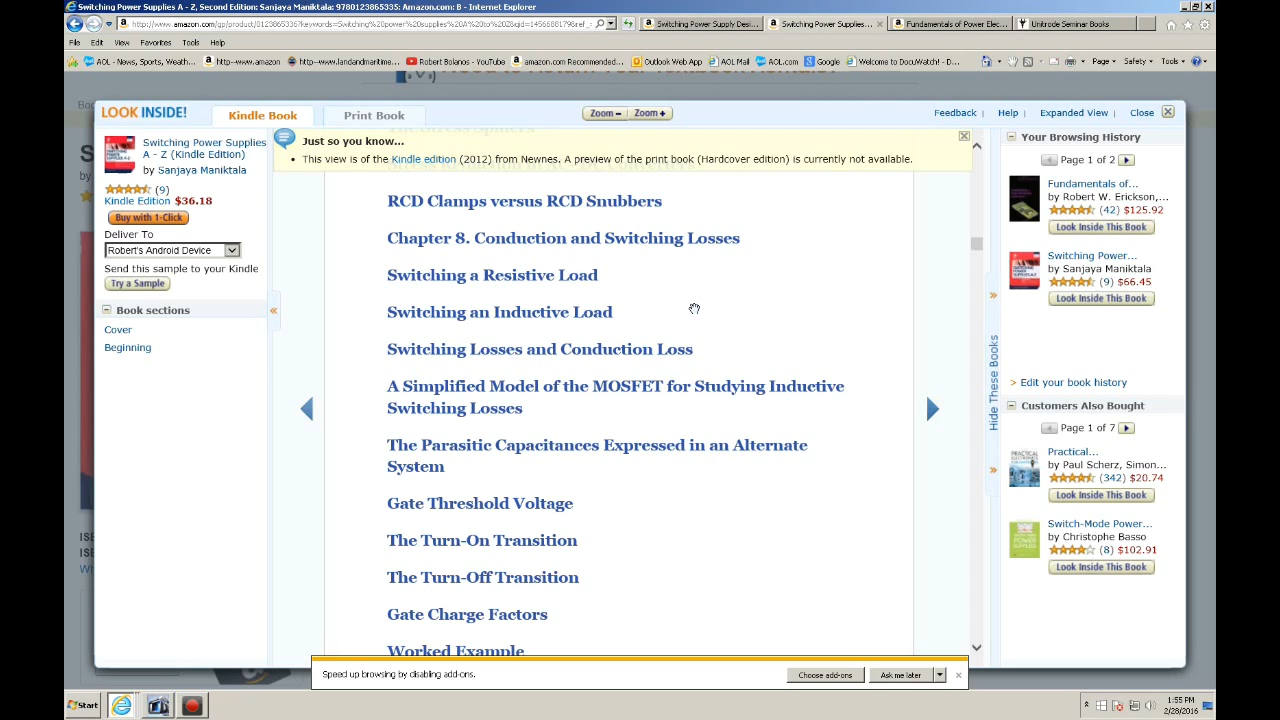 Switching Power Supplies A - Z, Second Edition: Sanjaya Maniktala: 9780123865335: Amazon.com: B - Internet Explorer
Switching Power Supply Desi...
Switching Power Supplies...
Fundamentals of Power Elec...
Unitrode Seminar Books
File Edit View Favorites Tools Help
AOL - News, Sports, Weath...
http--www.amazon
http--www.landandmaritime...
Robert Bolanos - YouTube
amazon.com Recommended...
Outlook Web App
AOL Mail
AOL.com
Google
Welcome to DocuWatch! - D...
Page
Safety
Tools
LOOK INSIDE!
Kindle Book
Print Book
Zoom −
Zoom +
Feedback
Help
Expanded View
Close
Switching Power Supplies
A - Z (Kindle Edition)
by Sanjaya Maniktala
(9)
Kindle Edition $36.18
Buy with 1-Click
Deliver To
Robert's Android Device
Send this sample to your Kindle
Try a Sample
Book sections
Cover
Beginning
Just so you know...
• This view is of the Kindle edition (2012) from Newnes. A preview of the print book (Hardcover edition) is currently not available.
RCD Clamps versus RCD Snubbers
Chapter 8. Conduction and Switching Losses
Switching a Resistive Load
Switching an Inductive Load
Switching Losses and Conduction Loss
A Simplified Model of the MOSFET for Studying Inductive
Switching Losses
The Parasitic Capacitances Expressed in an Alternate
System
Gate Threshold Voltage
The Turn-On Transition
The Turn-Off Transition
Gate Charge Factors
Worked Example
Hide These Books
Your Browsing History
Page 1 of 2
Fundamentals of...
by Robert W. Erickson,...
(42) $125.92
Look Inside This Book
Switching Power...
by Sanjaya Maniktala
(9) $66.45
Look Inside This Book
> Edit your book history
Customers Also Bought
Page 1 of 7
Practical...
by Paul Scherz, Simon...
(342) $20.74
Look Inside This Book
Switch-Mode Power...
by Christophe Basso
(8) $102.91
Look Inside This Book
Speed up browsing by disabling add-ons.
Choose add-ons
Ask me later
Start
1:55 PM
2/28/2016